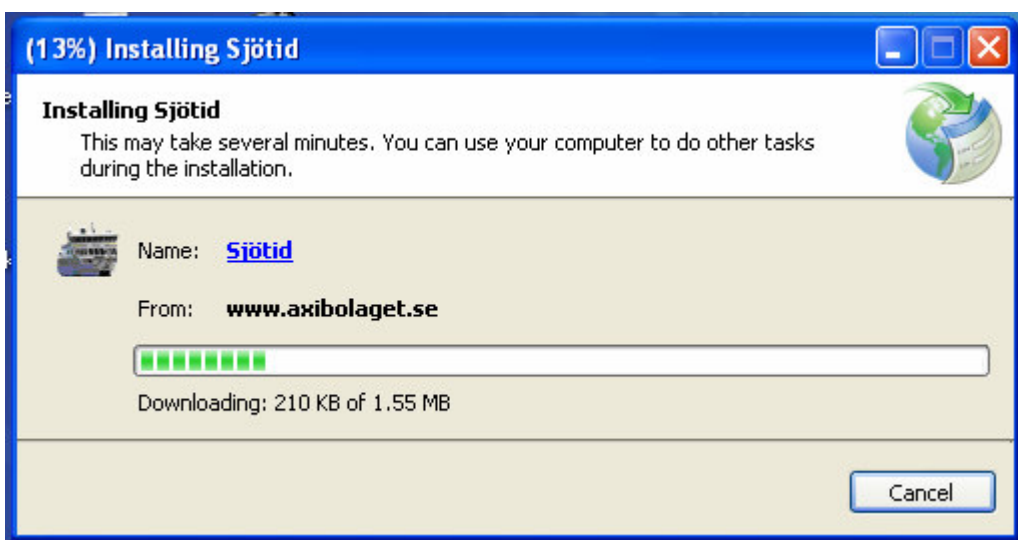 (13%) Installing Sjötid
Installing Sjötid
This may take several minutes. You can use your computer to do other tasks
during the installation.
Name: Sjötid
From: www.axibolaget.se
Downloading: 210 KB of 1.55 MB
Cancel